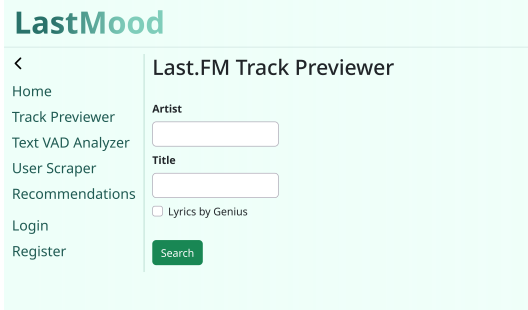 LastMood
Home
Track Previewer
Text VAD Analyzer
User Scraper
Recommendations
Login
Register
Last.FM Track Previewer
Artist
Title
Lyrics by Genius
Search